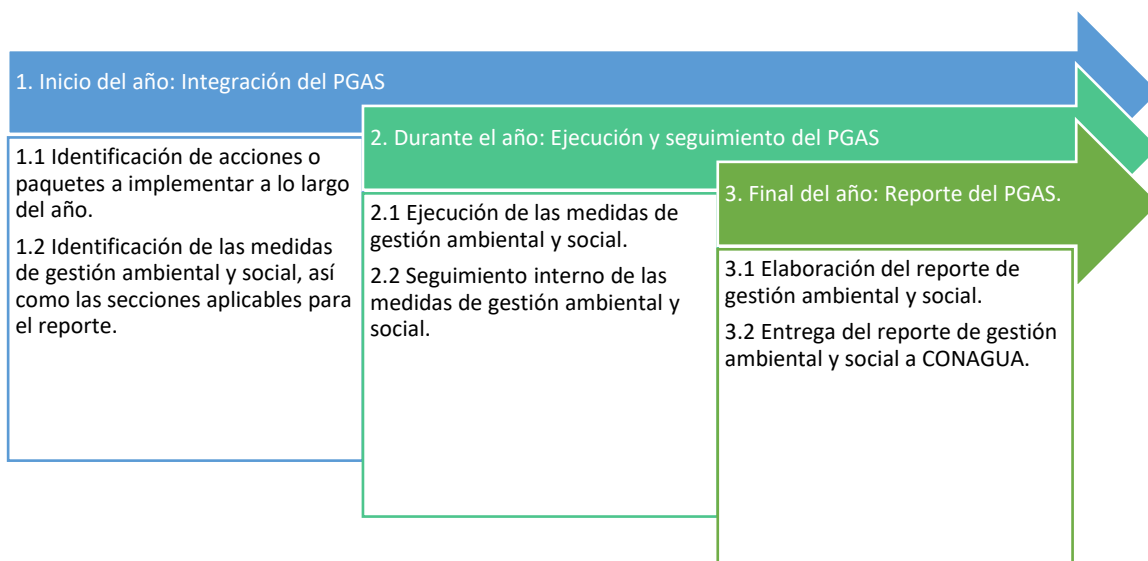 1. Inicio del año: Integración del PGAS
1.1 Identificación de acciones o
paquetes a implementar a lo largo
del año.
1.2 Identificación de las medidas
de gestión ambiental y social, así
como las secciones aplicables para
el reporte.
2. Durante el año: Ejecución y seguimiento del PGAS
2.1 Ejecución de las medidas de
gestión ambiental y social.
2.2 Seguimiento interno de las
medidas de gestión ambiental y
social.
3. Final del año: Reporte del PGAS.
3.1 Elaboración del reporte de
gestión ambiental y social.
3.2 Entrega del reporte de gestión
ambiental y social a CONAGUA.